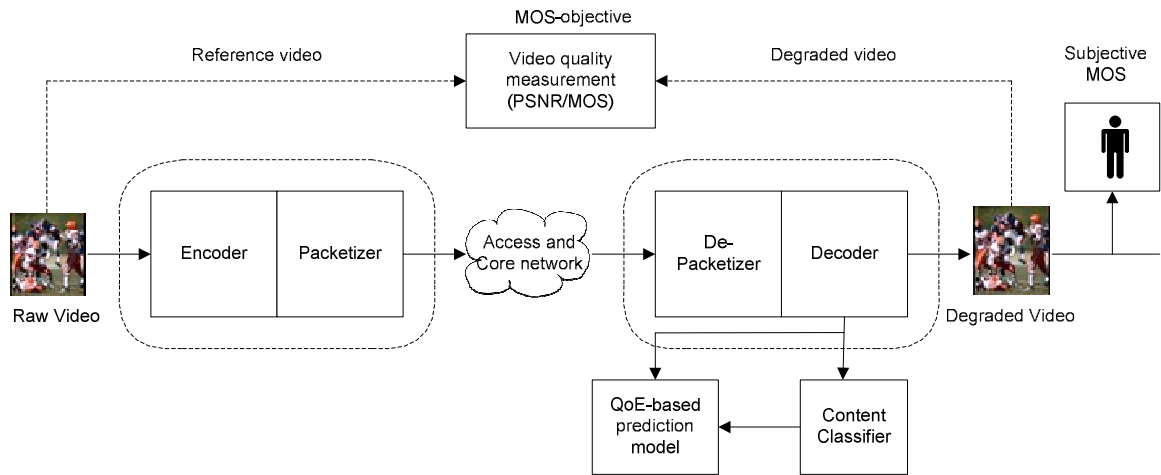 MOS-objective
Reference video
Video quality
measurement
(PSNR/MOS)
Degraded video
Subjective
MOS
Raw Video
Encoder
Packetizer
Access and
Core network
De-
Packetizer
Decoder
Degraded Video
QoE-based
prediction
model
Content
Classifier